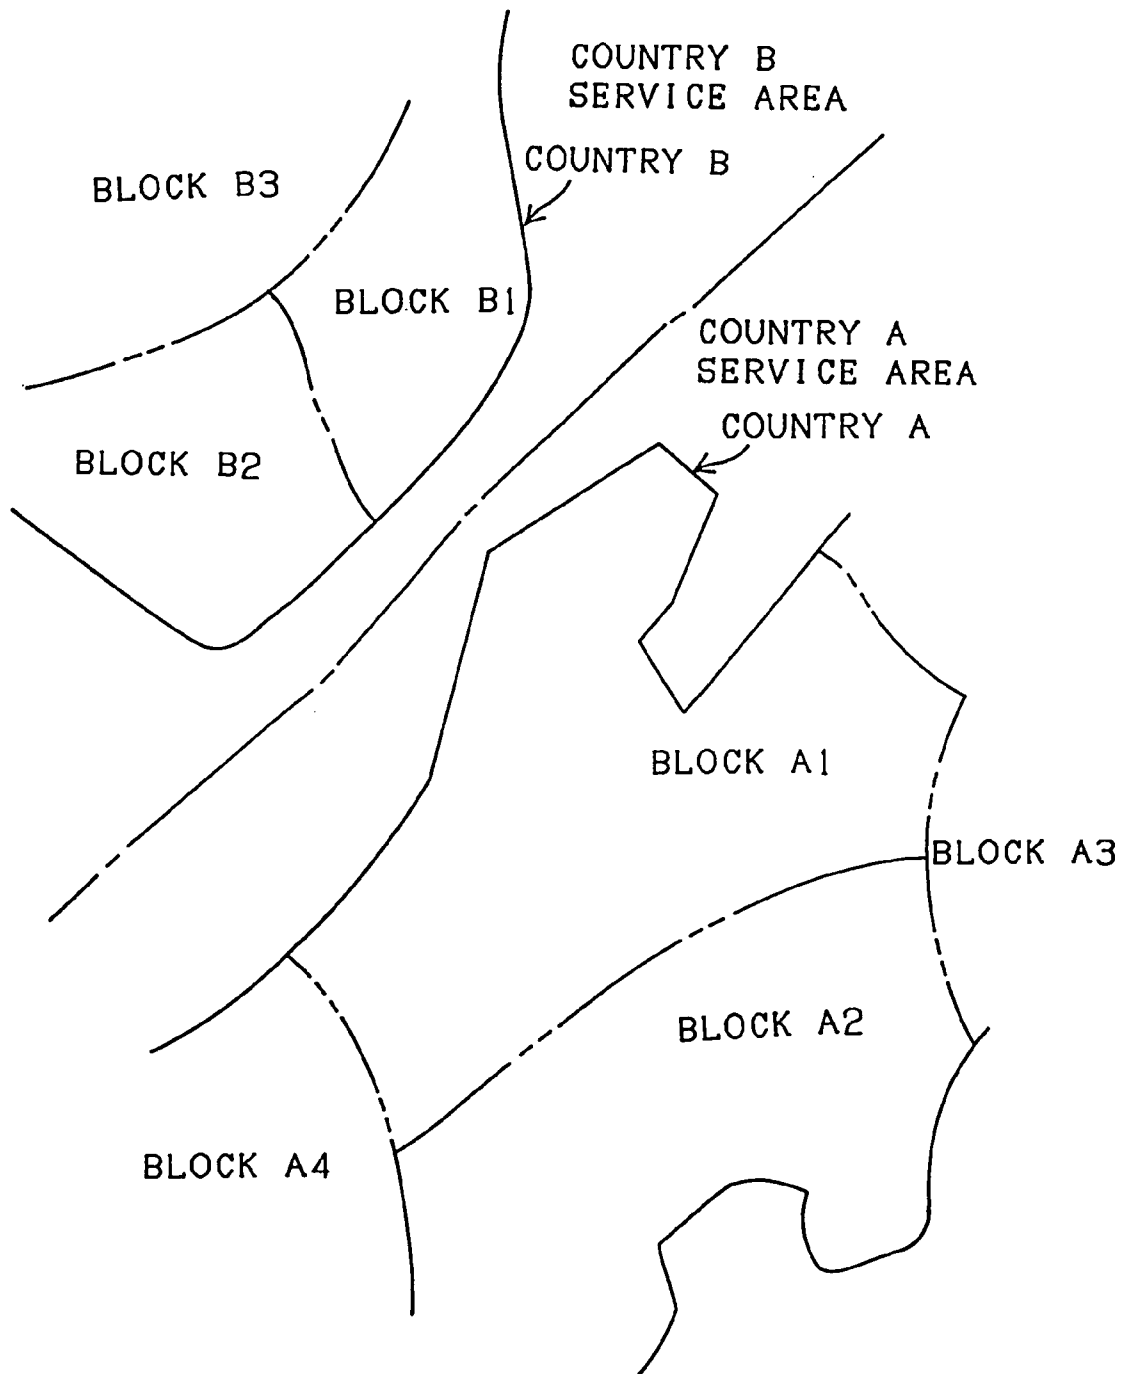 COUNTRY B
SERVICE AREA
COUNTRY B
BLOCK B3
BLOCK B1
COUNTRY A
SERVICE AREA
COUNTRY A
BLOCK B2
BLOCK A1
BLOCK A3
BLOCK A2
BLOCK A4